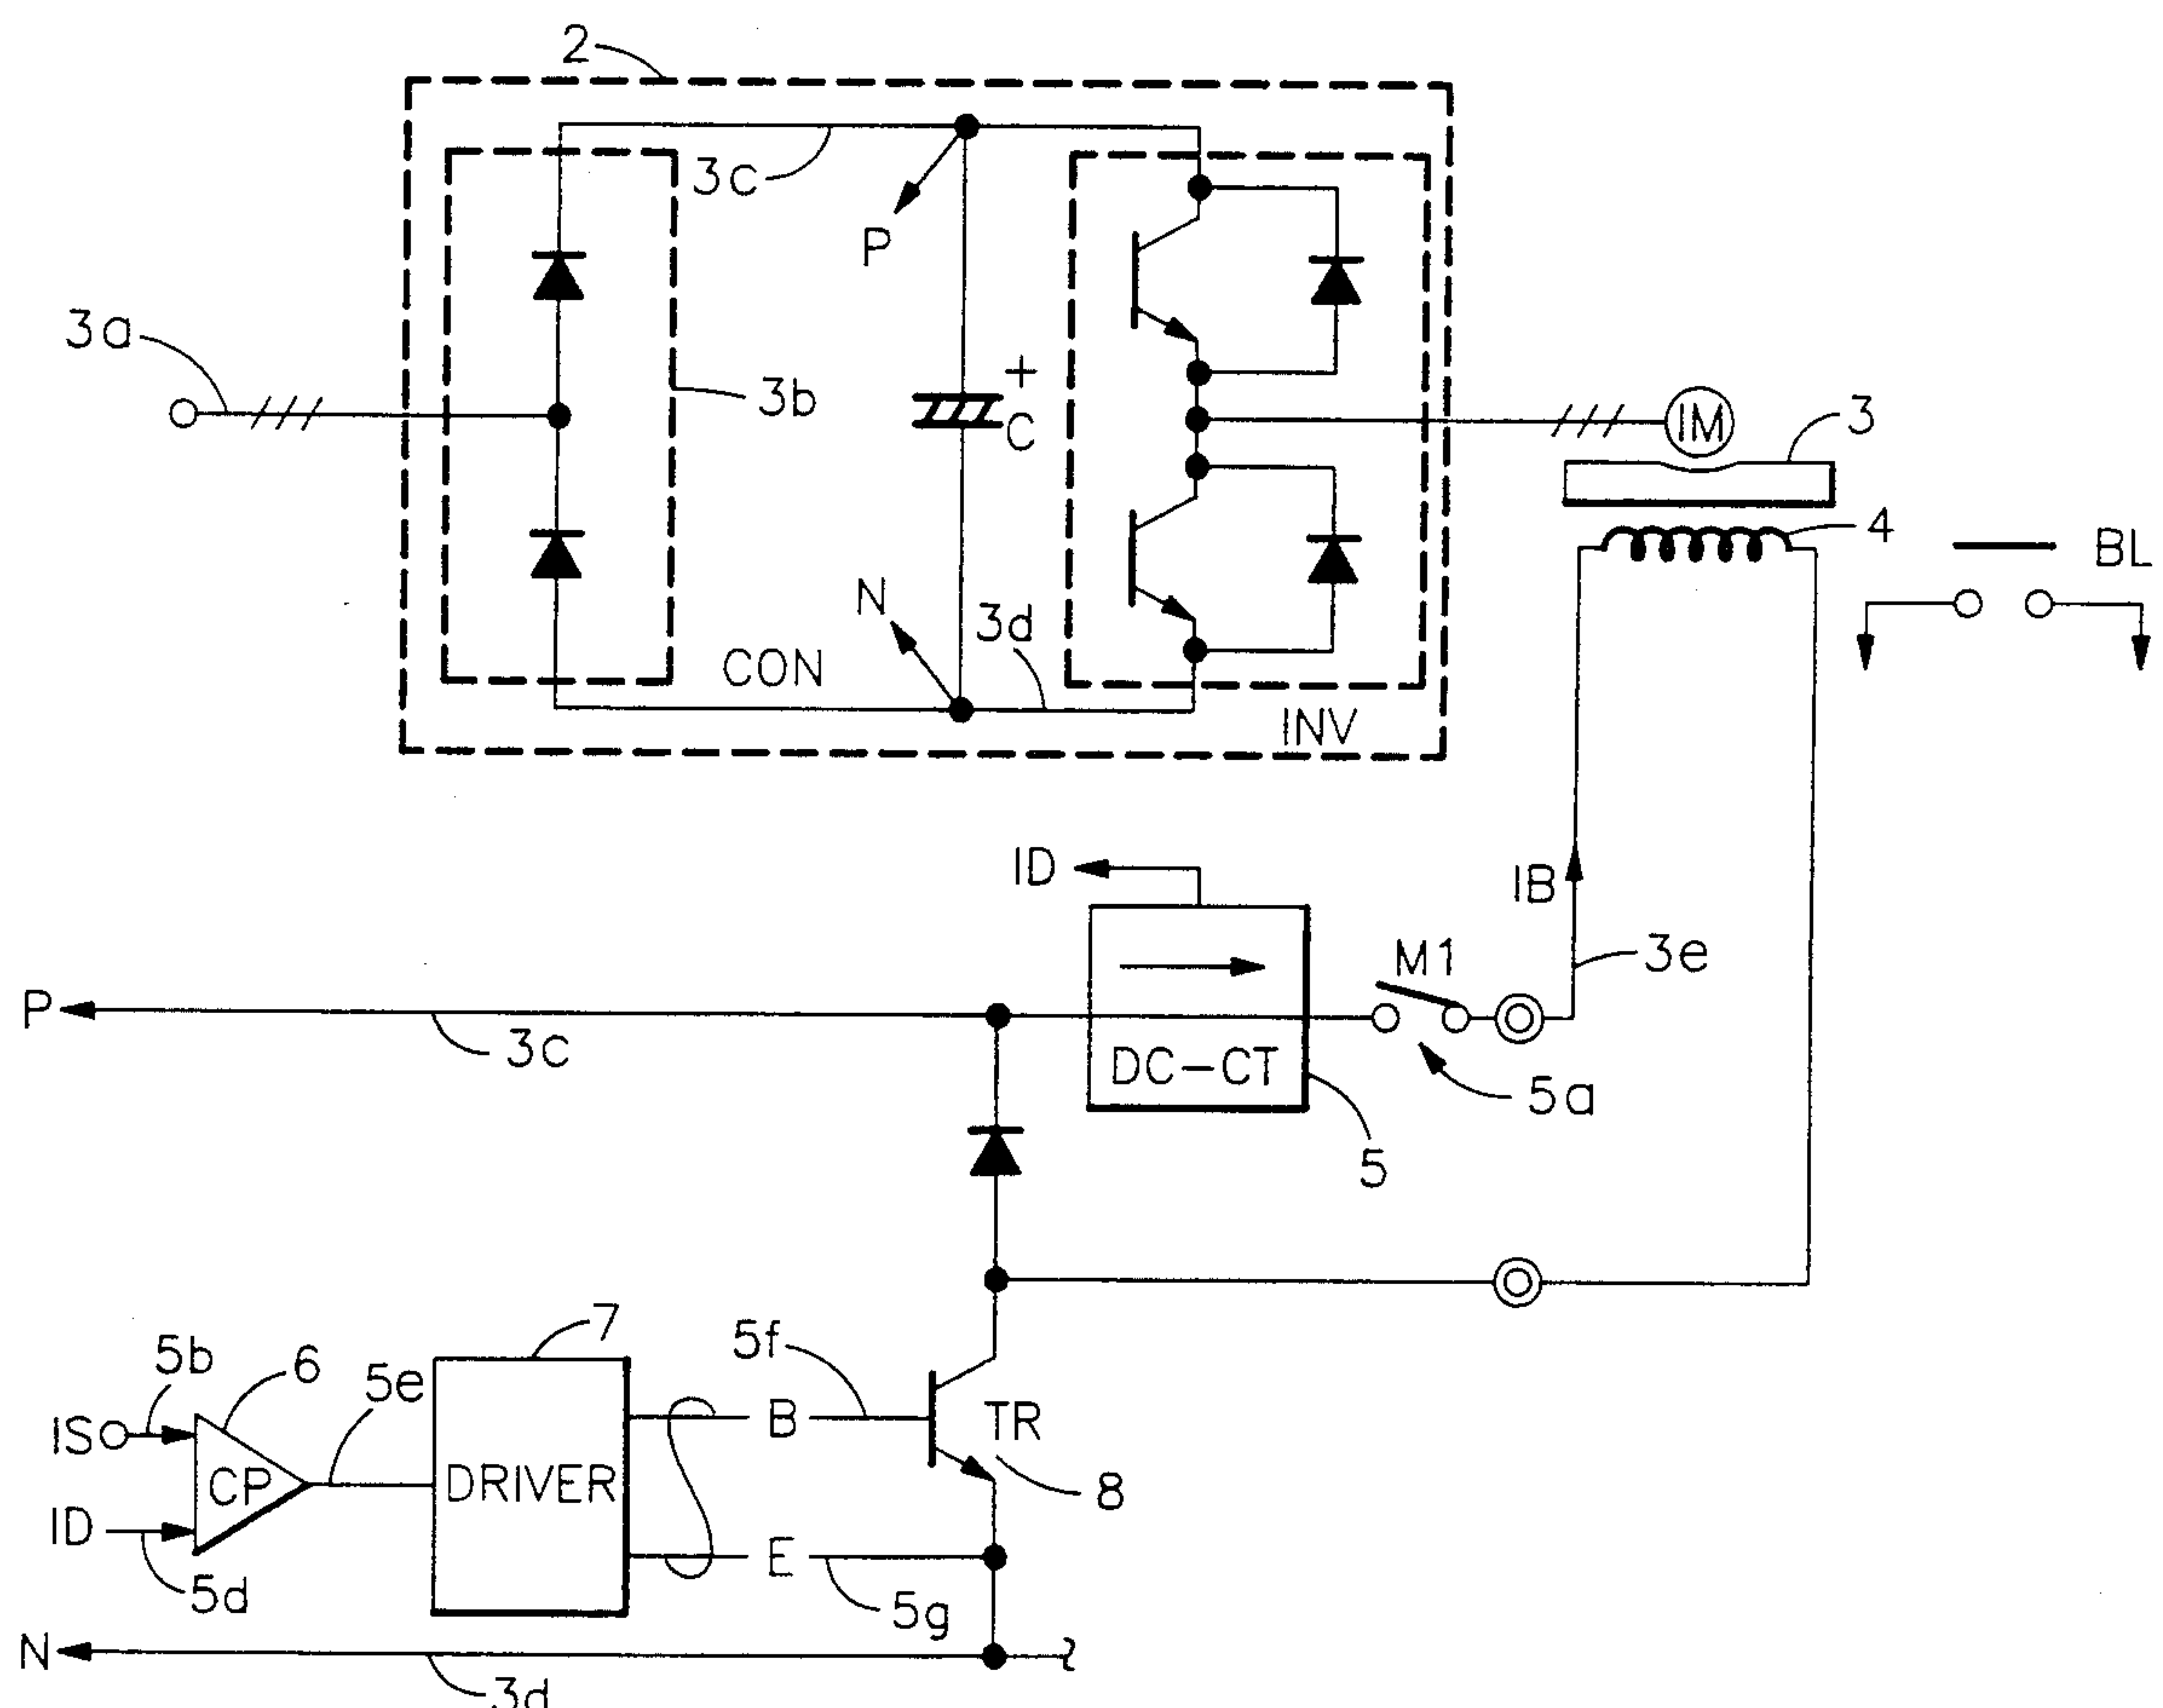 2
3c
P
3a
3b
+
C
IM
3
4
BL
N
3d
CON
INV
ID
IB
M1
3e
P
3c
DC-CT
5a
5
7
5f
5b
6
5e
IS
B
TR
CP
DRIVER
8
ID
E
5d
5g
N
3d